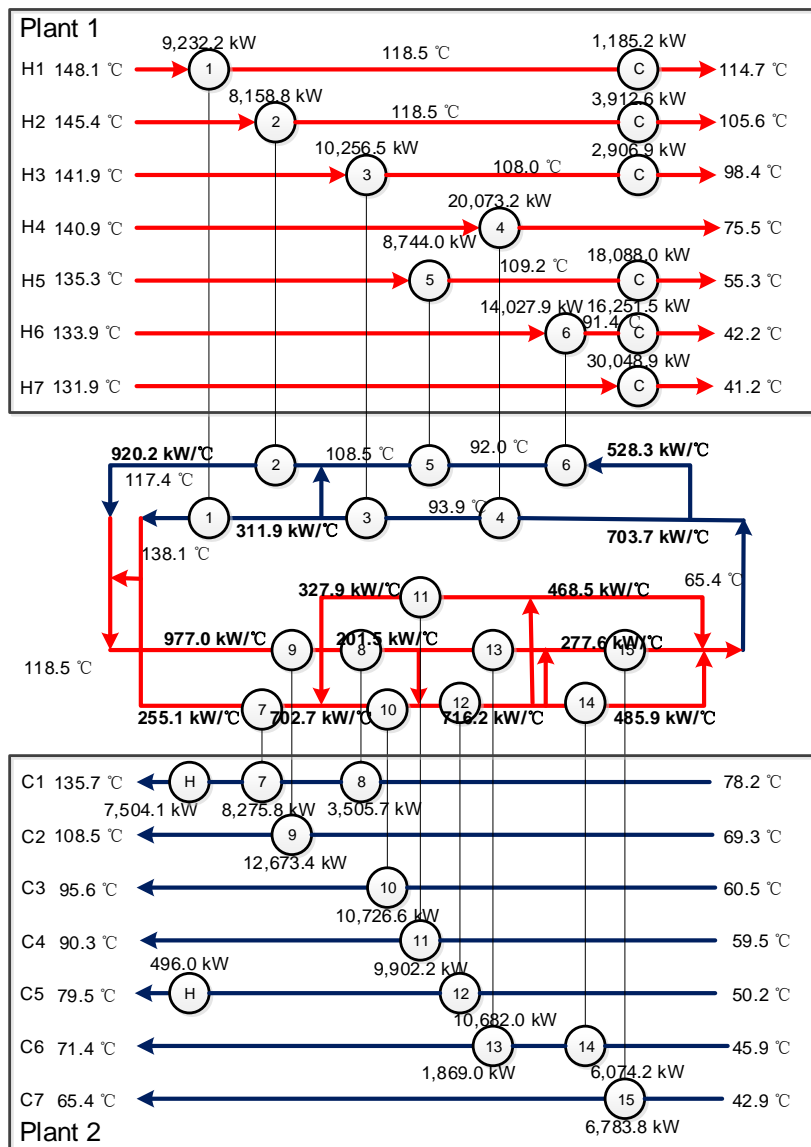 Plant 1
9,232.2 kW
118.5 ℃
1,185.2 kW
H1 148.1 ℃
1
C
114.7 ℃
8,158.8 kW
118.5 ℃
3,912.6 kW
H2 145.4 ℃
2
C
105.6 ℃
10,256.5 kW
108.0 ℃
2,906.9 kW
H3 141.9 ℃
3
C
98.4 ℃
20,073.2 kW
H4 140.9 ℃
4
75.5 ℃
8,744.0 kW
109.2 ℃
18,088.0 kW
H5 135.3 ℃
5
C
55.3 ℃
14,027.9 kW
16,251.5 kW
91.4 ℃
H6 133.9 ℃
6
C
42.2 ℃
30,048.9 kW
H7 131.9 ℃
C
41.2 ℃
920.2 kW/℃
2
108.5 ℃
5
92.0 ℃
6
528.3 kW/℃
117.4 ℃
1
311.9 kW/℃
3
93.9 ℃
4
703.7 kW/℃
138.1 ℃
65.4 ℃
327.9 kW/℃
11
468.5 kW/℃
118.5 ℃
977.0 kW/℃
9
201.5 kW/℃
8
13
277.6 kW/℃
15
255.1 kW/℃
7
702.7 kW/℃
10
12
716.2 kW/℃
14
485.9 kW/℃
C1 135.7 ℃
H
7
8
78.2 ℃
7,504.1 kW
8,275.8 kW
3,505.7 kW
C2 108.5 ℃
9
69.3 ℃
12,673.4 kW
C3 95.6 ℃
10
60.5 ℃
10,726.6 kW
C4 90.3 ℃
11
59.5 ℃
9,902.2 kW
496.0 kW
C5 79.5 ℃
H
12
50.2 ℃
10,682.0 kW
C6 71.4 ℃
13
14
45.9 ℃
1,869.0 kW
6,074.2 kW
C7 65.4 ℃
15
42.9 ℃
6,783.8 kW
Plant 2